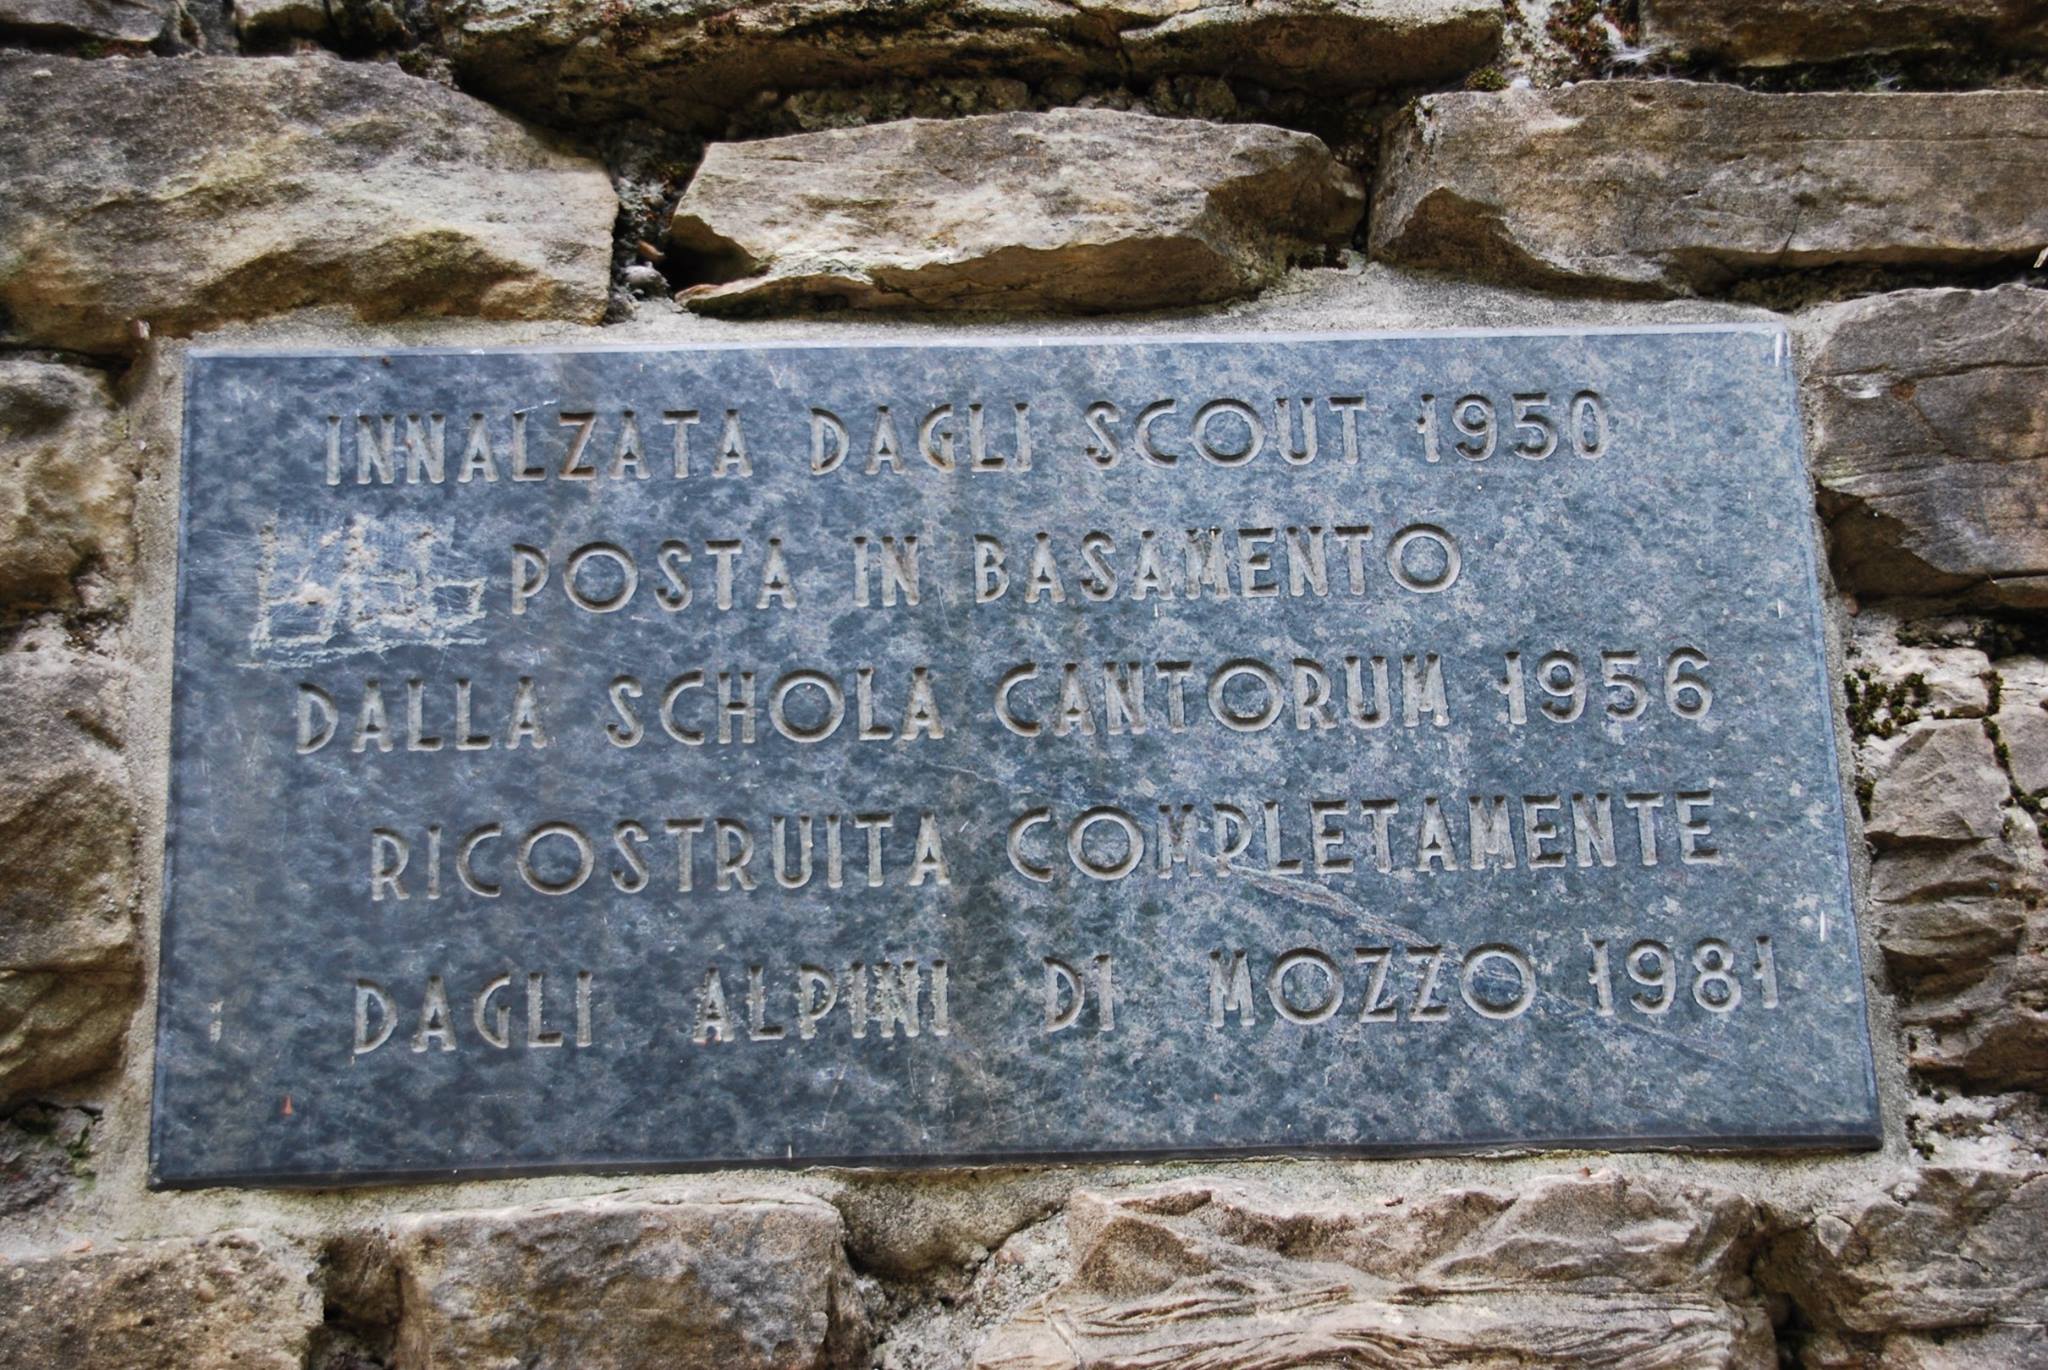 INNALZATA DAGLI SCOUT 1950
POSTA IN BASAMENTO
DALLA SCHOLA CANTORUM 1956
RICOSTRUITA COMPLETAMENTE
DAGLI ALPINI DI MOZZO 1981